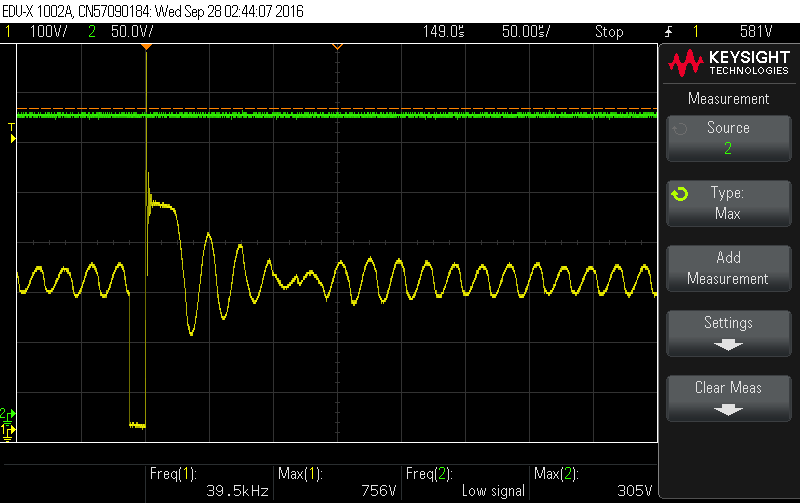 EDU-X 1002A, CN57090184: Wed Sep 28 02:44:07 2016
1 100V/ 2 50.0V/ 149.0s 50.00s/ Stop 1 581V
KEYSIGHT
TECHNOLOGIES
Measurement
Source
2
Type:
Max
Add
Measurement
Settings
Clear Meas
T
2
1
Freq(1): Max(1): Freq(2): Max(2):
39.5kHz 756V Low signal 305V